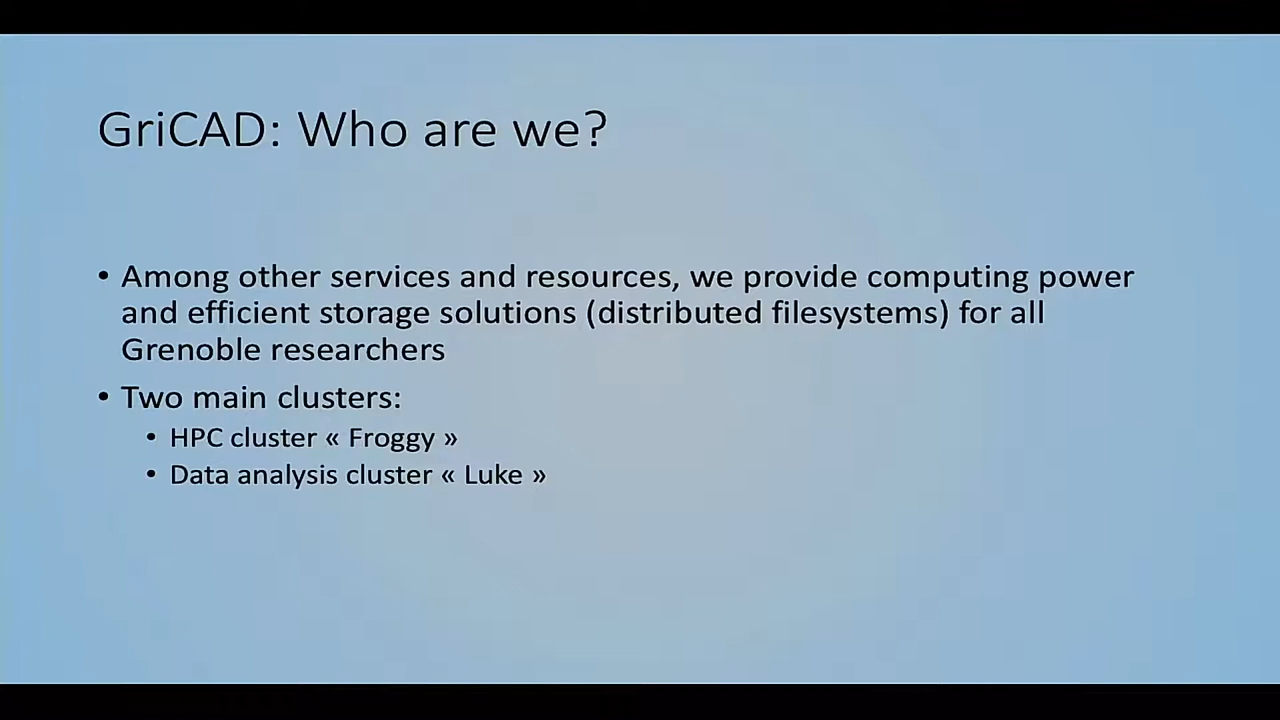 GriCAD: Who are we?
• Among other services and resources, we provide computing power
and efficient storage solutions (distributed filesystems) for all
Grenoble researchers
• Two main clusters:
• HPC cluster « Froggy »
• Data analysis cluster « Luke »